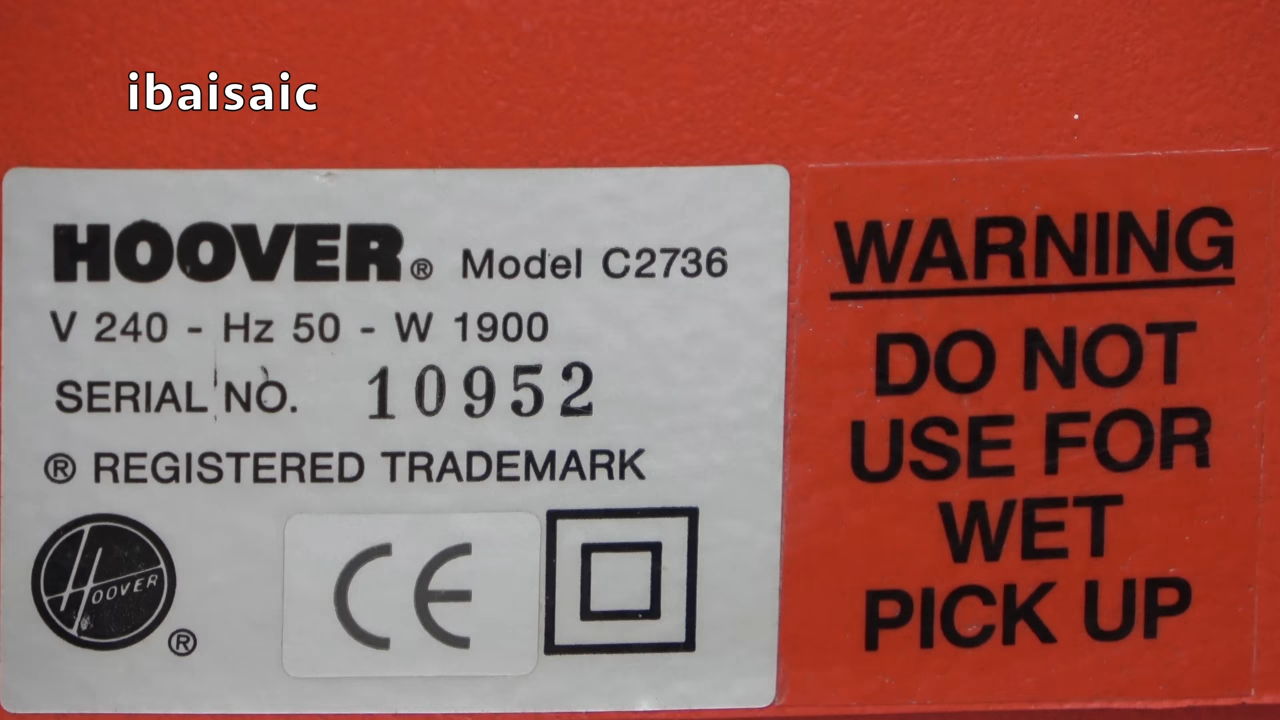 ibaisaic
HOOVER® Model C2736
V 240 - Hz 50 - W 1900
SERIAL NO. 10952
® REGISTERED TRADEMARK
HOOVER ®
CE
WARNING
DO NOT
USE FOR
WET
PICK UP